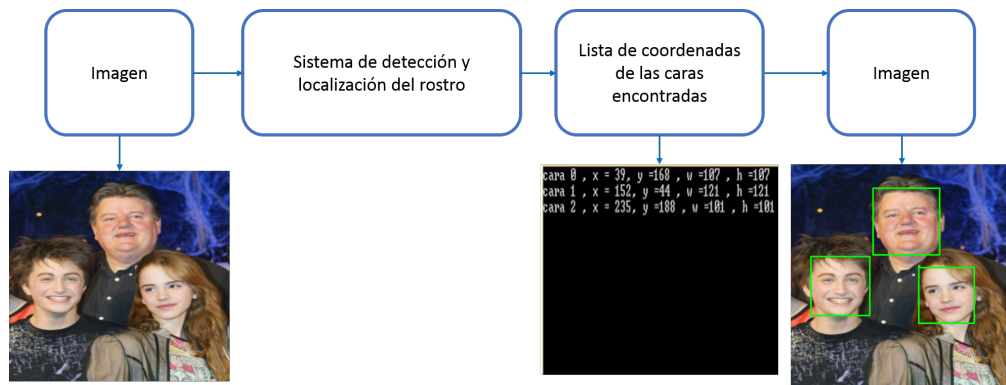 Imagen
Sistema de detección y
localización del rostro
Lista de coordenadas
de las caras
encontradas
Imagen
cara 0 , x = 39, y =168 , w =107 , h =107
cara 1 , x = 152, y =44 , w =121 , h =121
cara 2 , x = 235, y =188 , w =101 , h =101